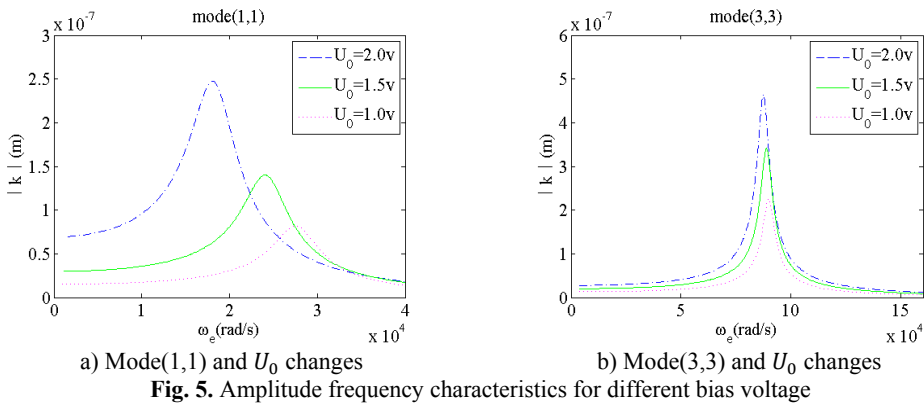 mode(1,1)
x 10⁻⁷
3
2.5
2
1.5
1
0.5
0
| k | (m)
U₀=2.0v
U₀=1.5v
U₀=1.0v
0 1 2 3 4
ωₑ(rad/s)
x 10⁴
a) Mode(1,1) and U₀ changes
mode(3,3)
x 10⁻⁷
6
5
4
3
2
1
0
| k | (m)
U₀=2.0v
U₀=1.5v
U₀=1.0v
0 5 10 15
ωₑ(rad/s)
x 10⁴
b) Mode(3,3) and U₀ changes
Fig. 5. Amplitude frequency characteristics for different bias voltage